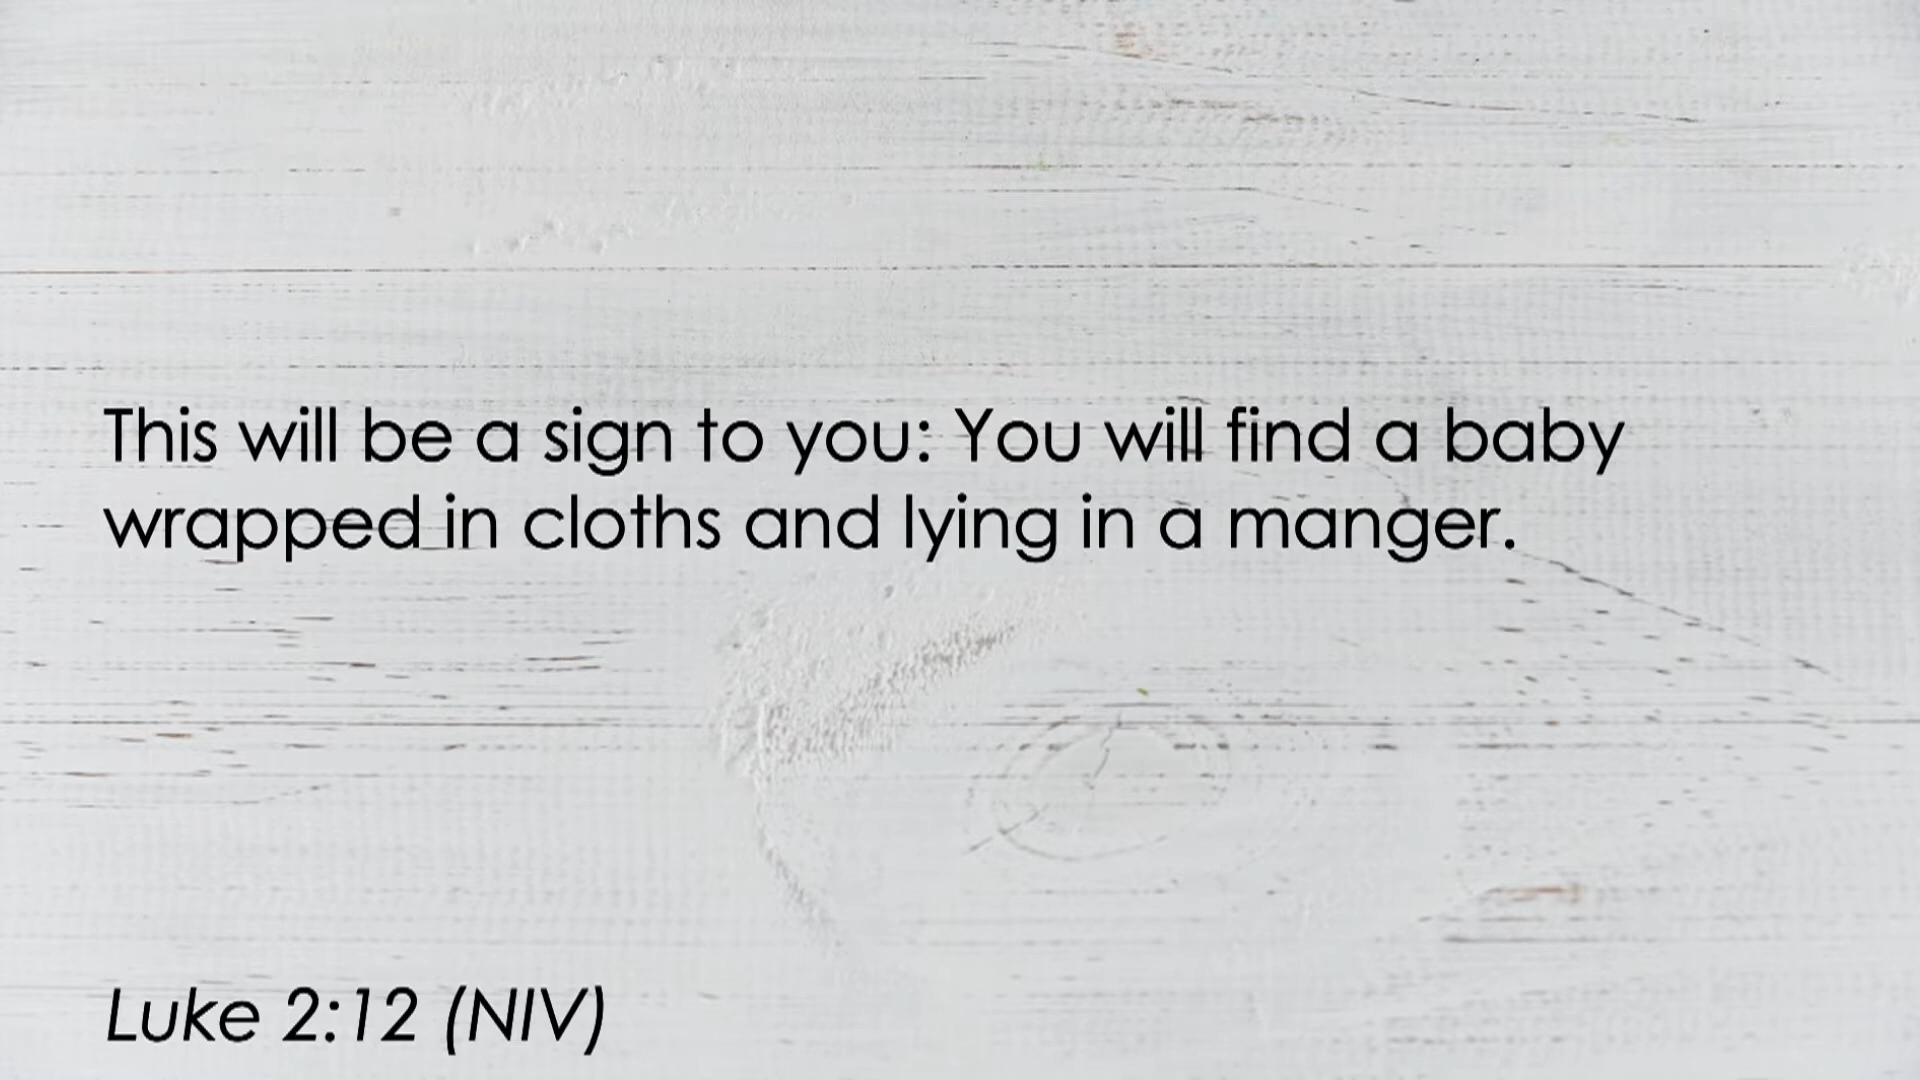 This will be a sign to you: You will find a baby
wrapped in cloths and lying in a manger.
Luke 2:12 (NIV)